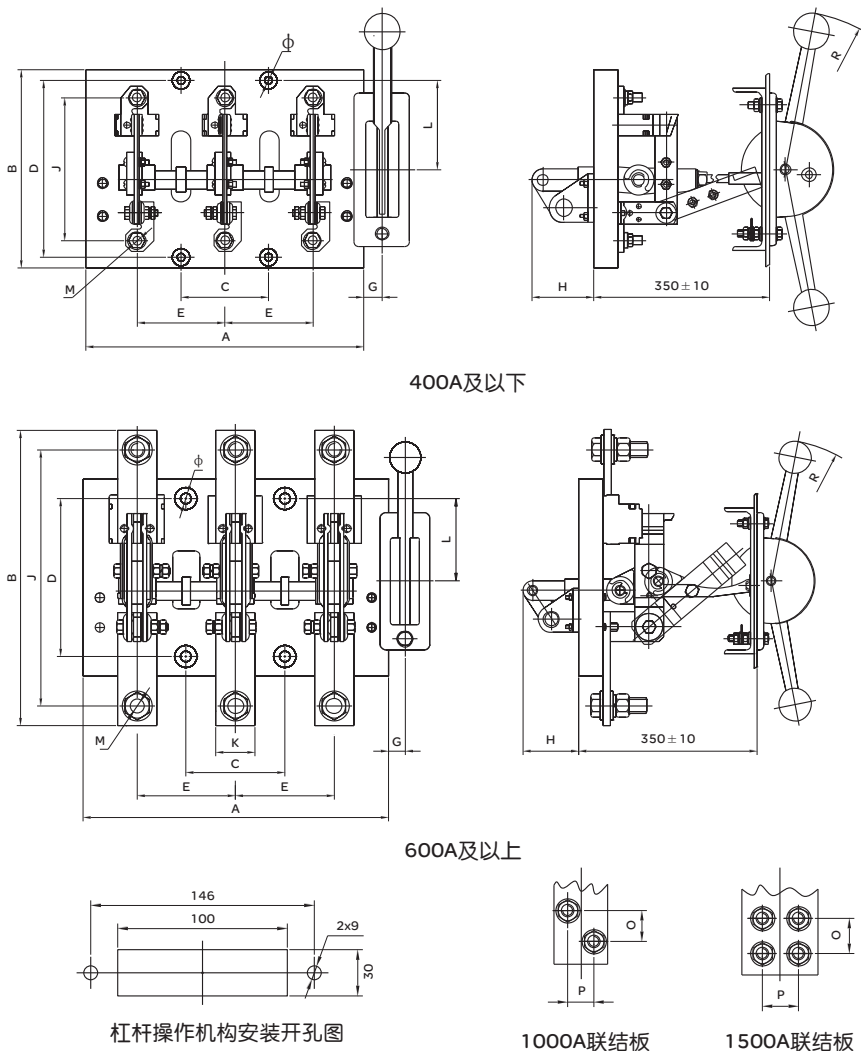 ϕ
R
L
B
D
J
M
C
G
E
E
A
H
350±10
400A及以下
ϕ
R
L
B
J
D
M
K
C
G
E
E
A
H
350±10
600A及以上
146
100
2x9
30
O
P
O
P
杠杆操作机构安装开孔图
1000A联结板
1500A联结板